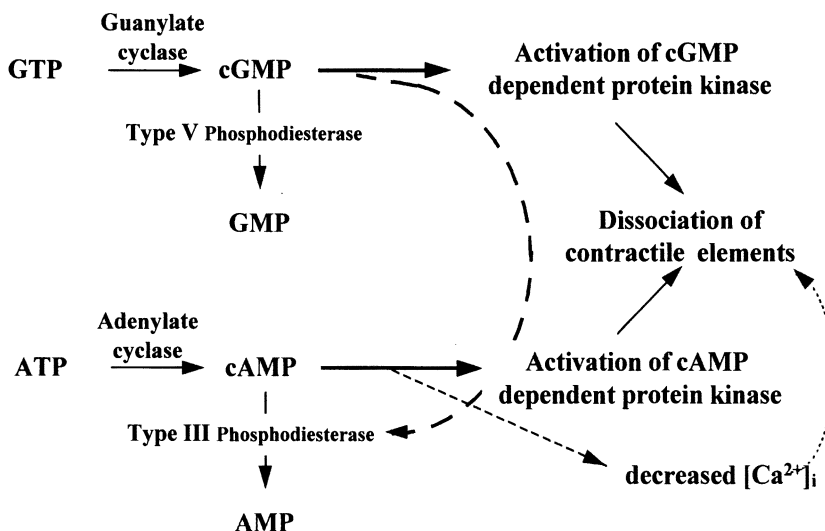 Guanylate
cyclase
GTP
cGMP
Activation of cGMP
dependent protein kinase
Type V Phosphodiesterase
GMP
Dissociation of
contractile elements
Adenylate
cyclase
ATP
cAMP
Activation of cAMP
dependent protein kinase
Type III Phosphodiesterase
decreased [Ca²⁺]ᵢ
AMP